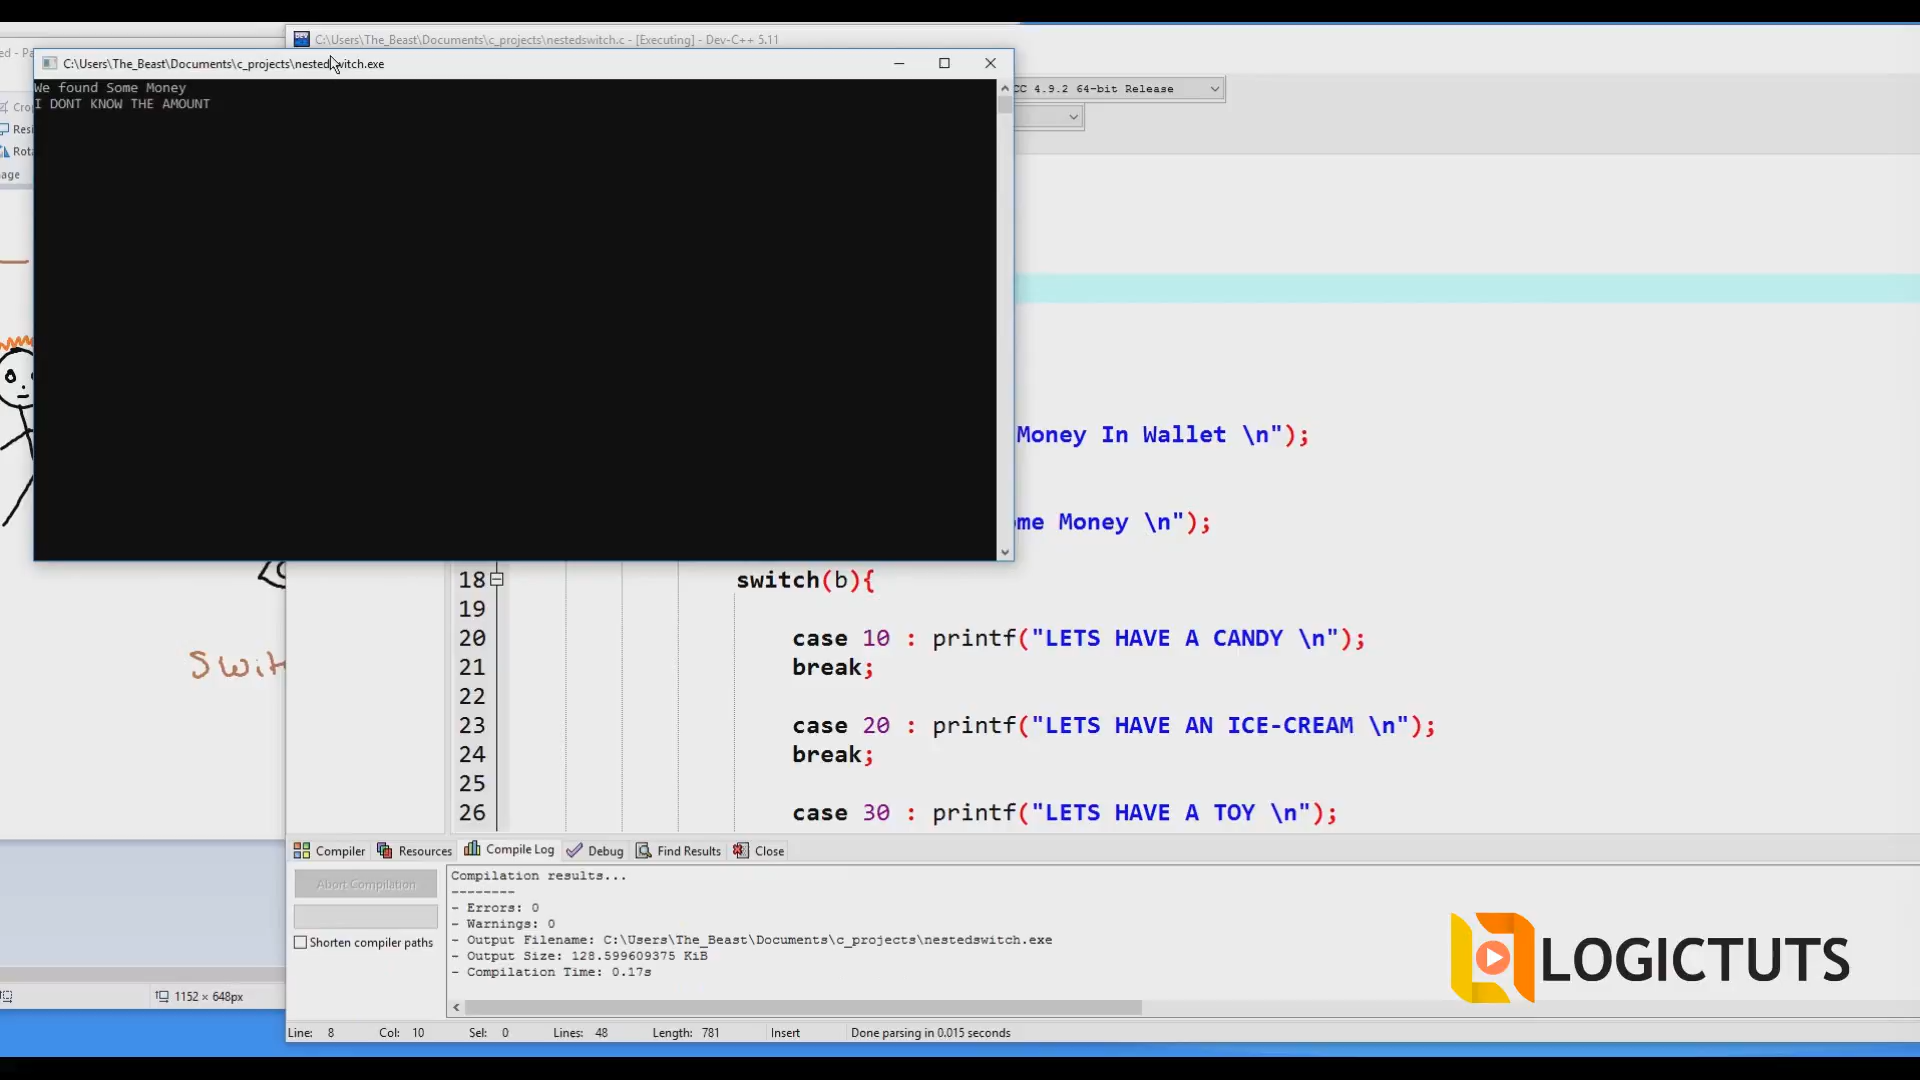 C:\Users\The_Beast\Documents\c_projects\nestedswitch.c - [Executing] - Dev-C++ 5.11
C:\Users\The_Beast\Documents\c_projects\nestedswitch.exe
We found Some Money
I DONT KNOW THE AMOUNT
CC 4.9.2 64-bit Release
Money In Wallet \n");
me Money \n");
18 switch(b){
19
20 case 10 : printf("LETS HAVE A CANDY \n");
21 break;
22
23 case 20 : printf("LETS HAVE AN ICE-CREAM \n");
24 break;
25
26 case 30 : printf("LETS HAVE A TOY \n");
Swit
Compiler Resources Compile Log Debug Find Results Close
Abort Compilation
Shorten compiler paths
Compilation results...
--------
- Errors: 0
- Warnings: 0
- Output Filename: C:\Users\The_Beast\Documents\c_projects\nestedswitch.exe
- Output Size: 128.599609375 KiB
- Compilation Time: 0.17s
LOGICTUTS
1152 × 648px
Line: 8 Col: 10 Sel: 0 Lines: 48 Length: 781 Insert Done parsing in 0.015 seconds